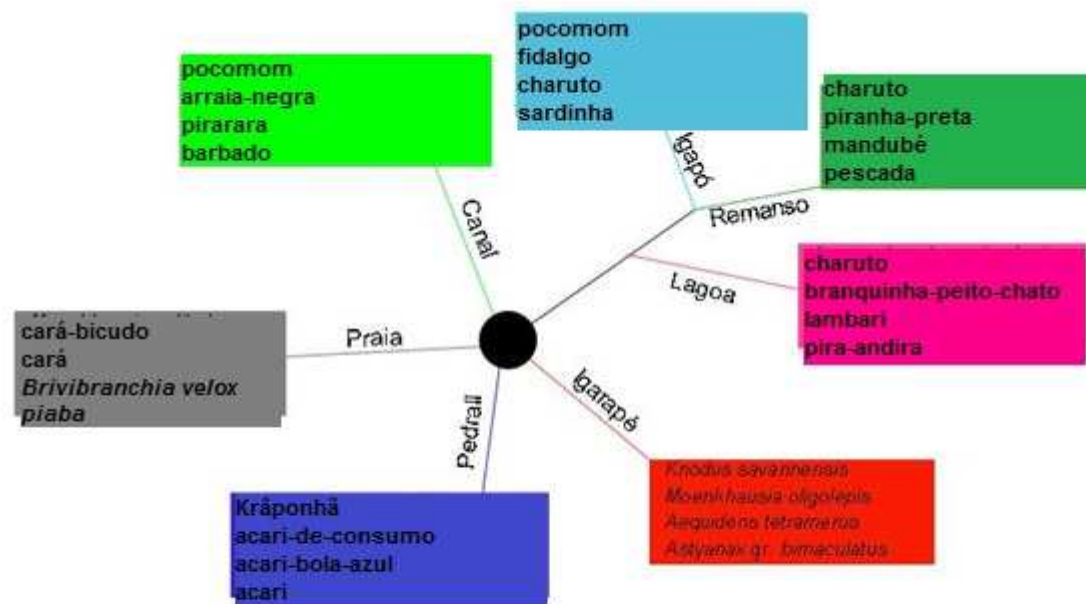 pocomom
arraia-negra
pirarara
barbado
Canal
pocomom
fidalgo
charuto
sardinha
Igapó
charuto
piranha-preta
mandubé
pescada
Remanso
charuto
branquinha-peito-chato
lambari
pira-andira
Lagoa
cará-bicudo
cará
Brivibranchia velox
piaba
Praia
Igarapé
Knodus savannensis
Moenkhausia oligolepis
Aequidens tetramerus
Astyanax gr. bimaculatus
Pedrall
Krâponhã
acari-de-consumo
acari-bola-azul
acari